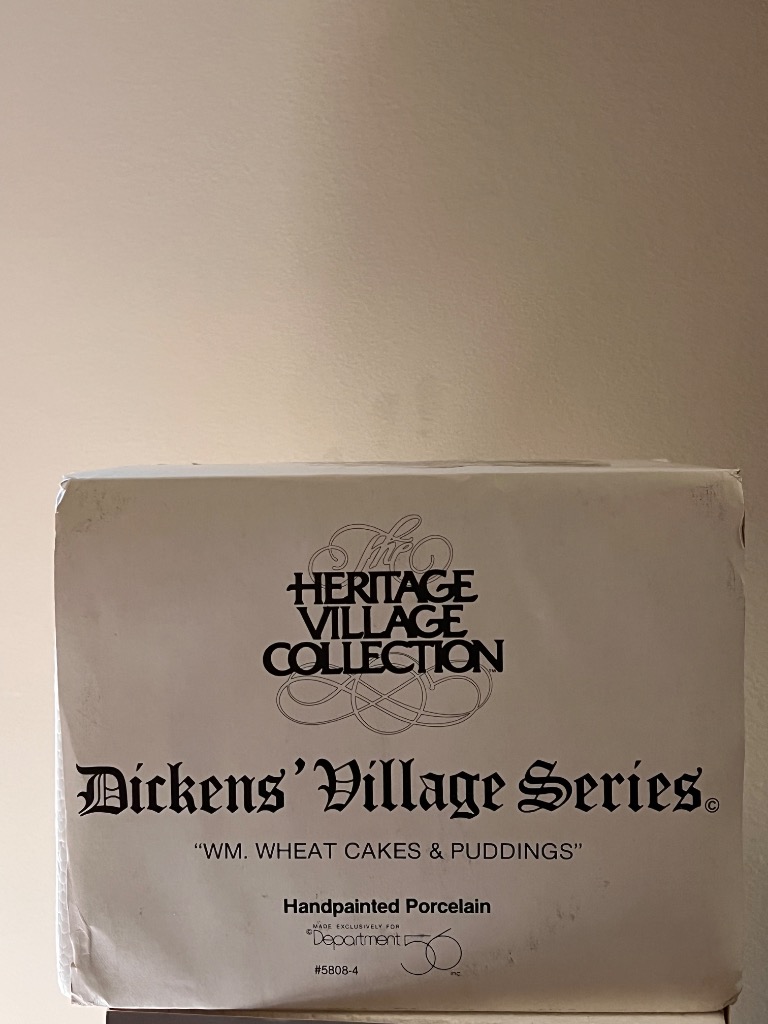 The
HERITAGE
VILLAGE
COLLECTION™
Dickens' Village Series©
“WM. WHEAT CAKES & PUDDINGS”
Handpainted Porcelain
MADE EXCLUSIVELY FOR
©Department 56 INC.
#5808-4